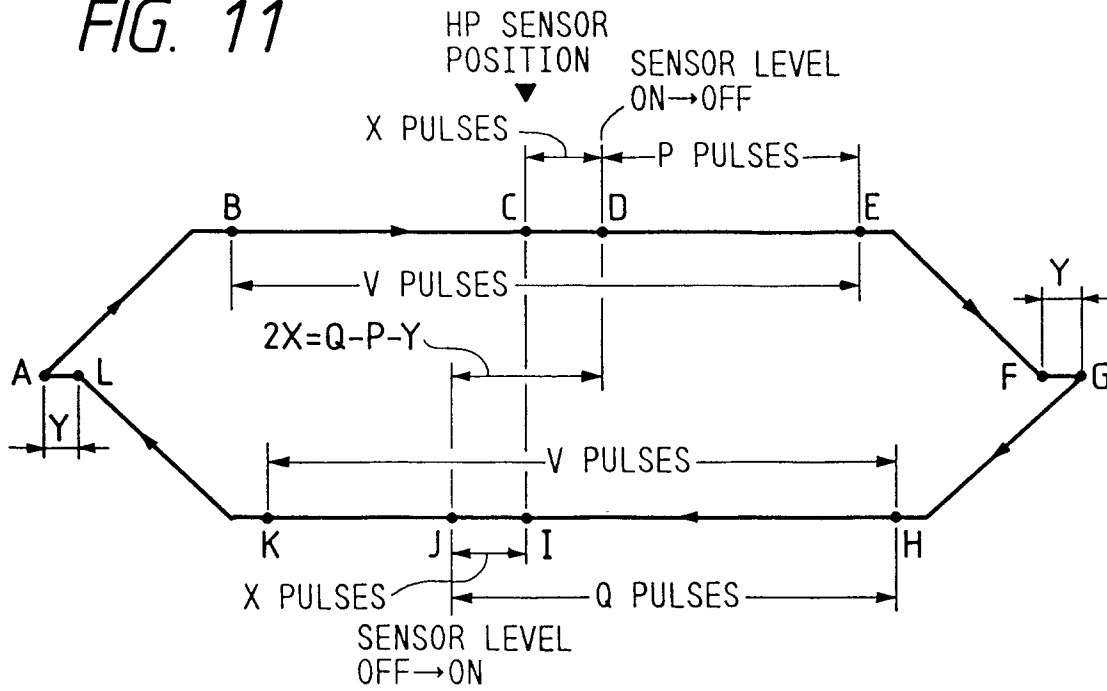 FIG. 11
HP SENSOR
POSITION
SENSOR LEVEL
ON→OFF
X PULSES
P PULSES
B
C
D
E
V PULSES
Y
2X=Q-P-Y
A
L
F
G
Y
V PULSES
K
J
I
H
X PULSES
Q PULSES
SENSOR LEVEL
OFF→ON